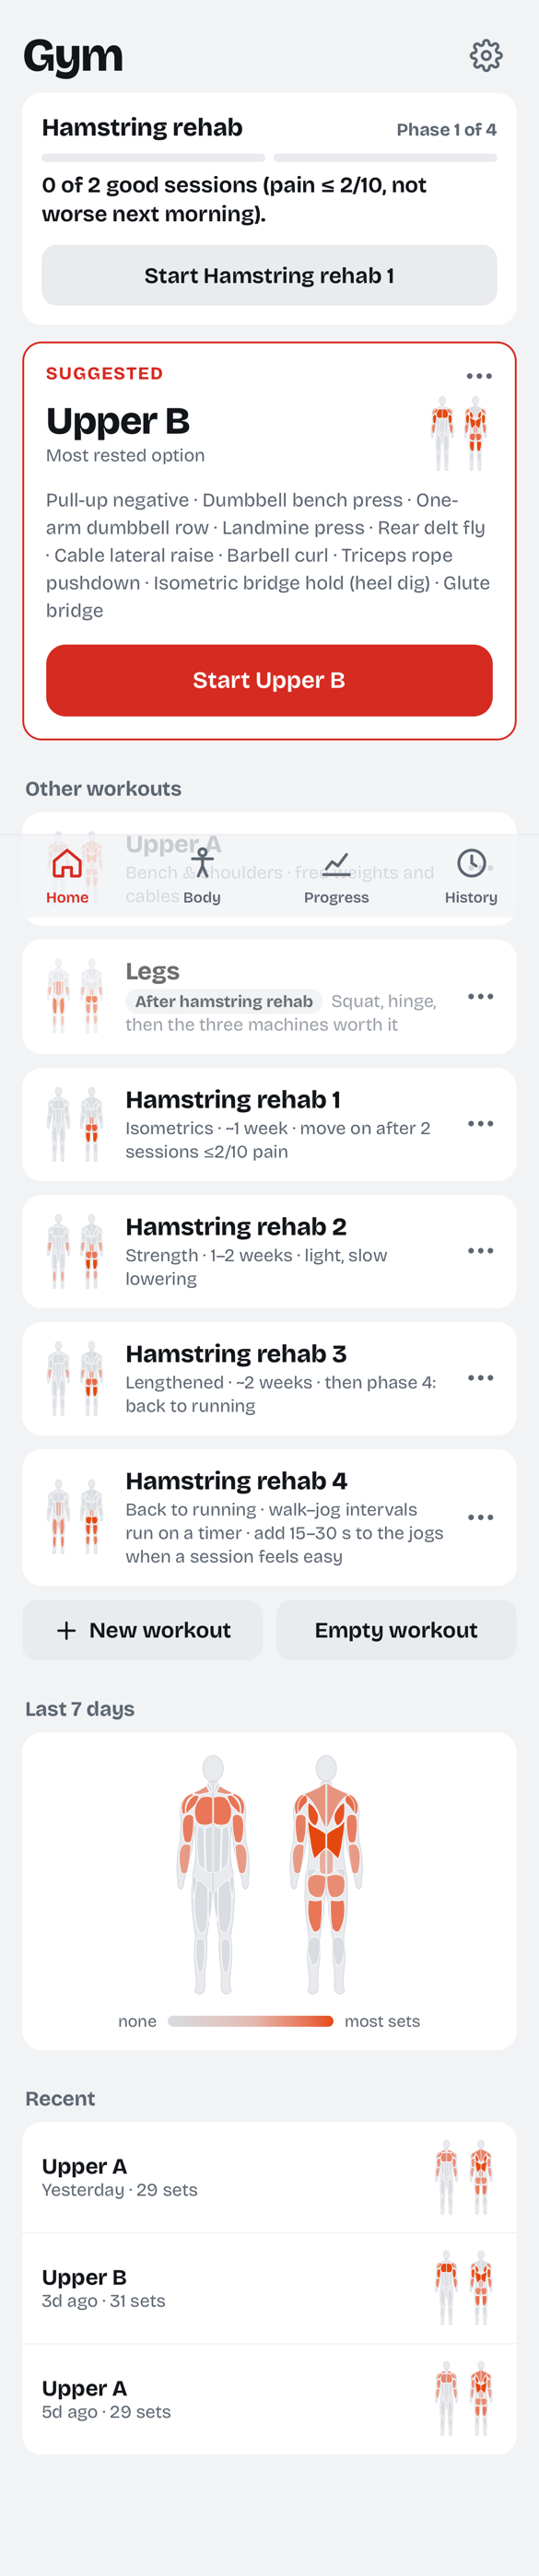 Gym
Hamstring rehab
Phase 1 of 4
0 of 2 good sessions (pain ≤ 2/10, not
worse next morning).
Start Hamstring rehab 1
SUGGESTED
Upper B
Most rested option
Pull-up negative · Dumbbell bench press · One-
arm dumbbell row · Landmine press · Rear delt fly
· Cable lateral raise · Barbell curl · Triceps rope
pushdown · Isometric bridge hold (heel dig) · Glute
bridge
Start Upper B
Other workouts
Upper A
Bench & shoulders · free weights and
cables
Home
Body
Progress
History
Legs
After hamstring rehab Squat, hinge,
then the three machines worth it
Hamstring rehab 1
Isometrics · ~1 week · move on after 2
sessions ≤2/10 pain
Hamstring rehab 2
Strength · 1–2 weeks · light, slow
lowering
Hamstring rehab 3
Lengthened · ~2 weeks · then phase 4:
back to running
Hamstring rehab 4
Back to running · walk–jog intervals
run on a timer · add 15–30 s to the jogs
when a session feels easy
+ New workout
Empty workout
Last 7 days
none
most sets
Recent
Upper A
Yesterday · 29 sets
Upper B
3d ago · 31 sets
Upper A
5d ago · 29 sets